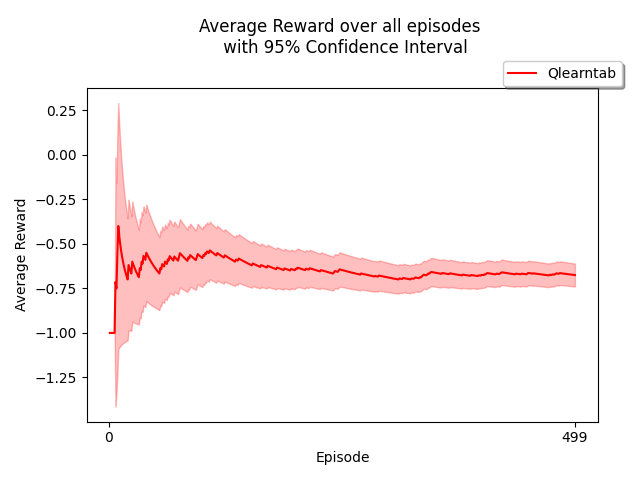 Average Reward over all episodes
with 95% Confidence Interval
Qlearntab
0.25
0.00
−0.25
−0.50
−0.75
−1.00
−1.25
Average Reward
0
499
Episode